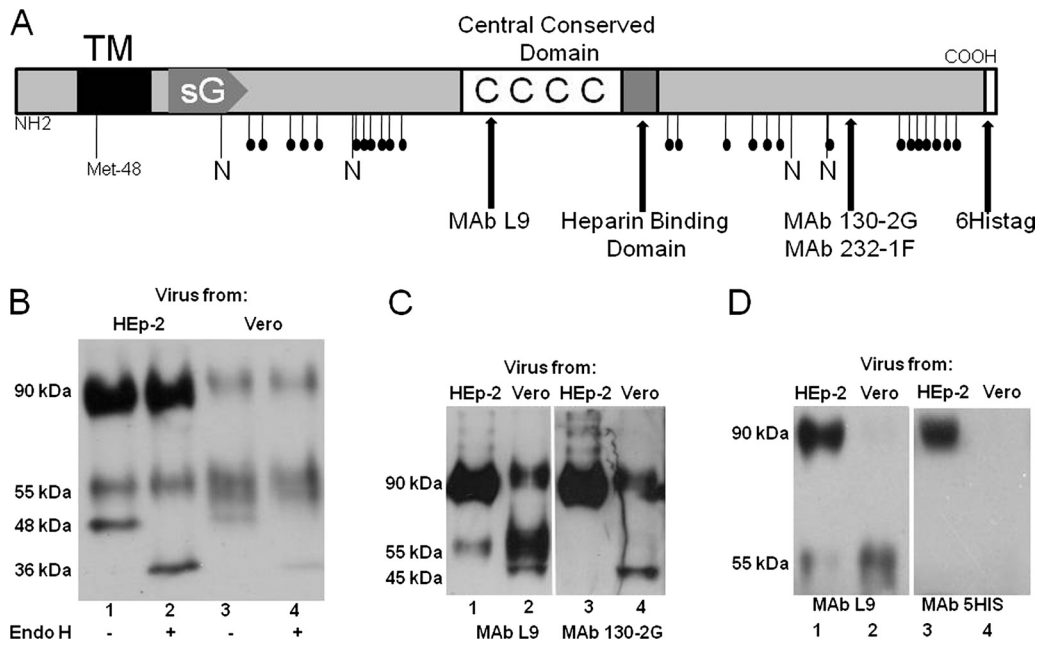 A
Central Conserved
Domain
TM
COOH
sG
C C C C
NH2
Met-48
N
N
N
N
MAb L9
Heparin Binding
Domain
MAb 130-2G
MAb 232-1F
6Histag
B
Virus from:
HEp-2 Vero
90 kDa
55 kDa
48 kDa
36 kDa
1 2 3 4
Endo H - + - +
C
Virus from:
HEp-2 Vero HEp-2 Vero
90 kDa
55 kDa
45 kDa
1 2 3 4
MAb L9 MAb 130-2G
D
Virus from:
HEp-2 Vero HEp-2 Vero
90 kDa
55 kDa
MAb L9 MAb 5HIS
1 2 3 4